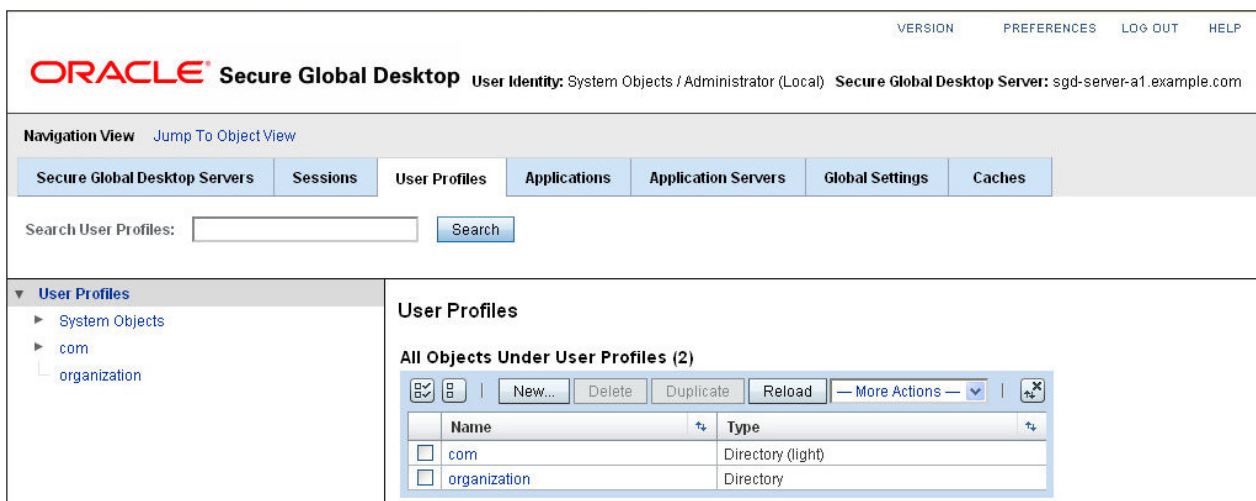 VERSION PREFERENCES LOG OUT HELP
ORACLE® Secure Global Desktop User Identity: System Objects / Administrator (Local) Secure Global Desktop Server: sgd-server-a1.example.com
Navigation View Jump To Object View
Secure Global Desktop Servers Sessions User Profiles Applications Application Servers Global Settings Caches
Search User Profiles: Search
User Profiles
System Objects
com
organization
User Profiles
All Objects Under User Profiles (2)
New... Delete Duplicate Reload — More Actions —
Name Type
com Directory (light)
organization Directory